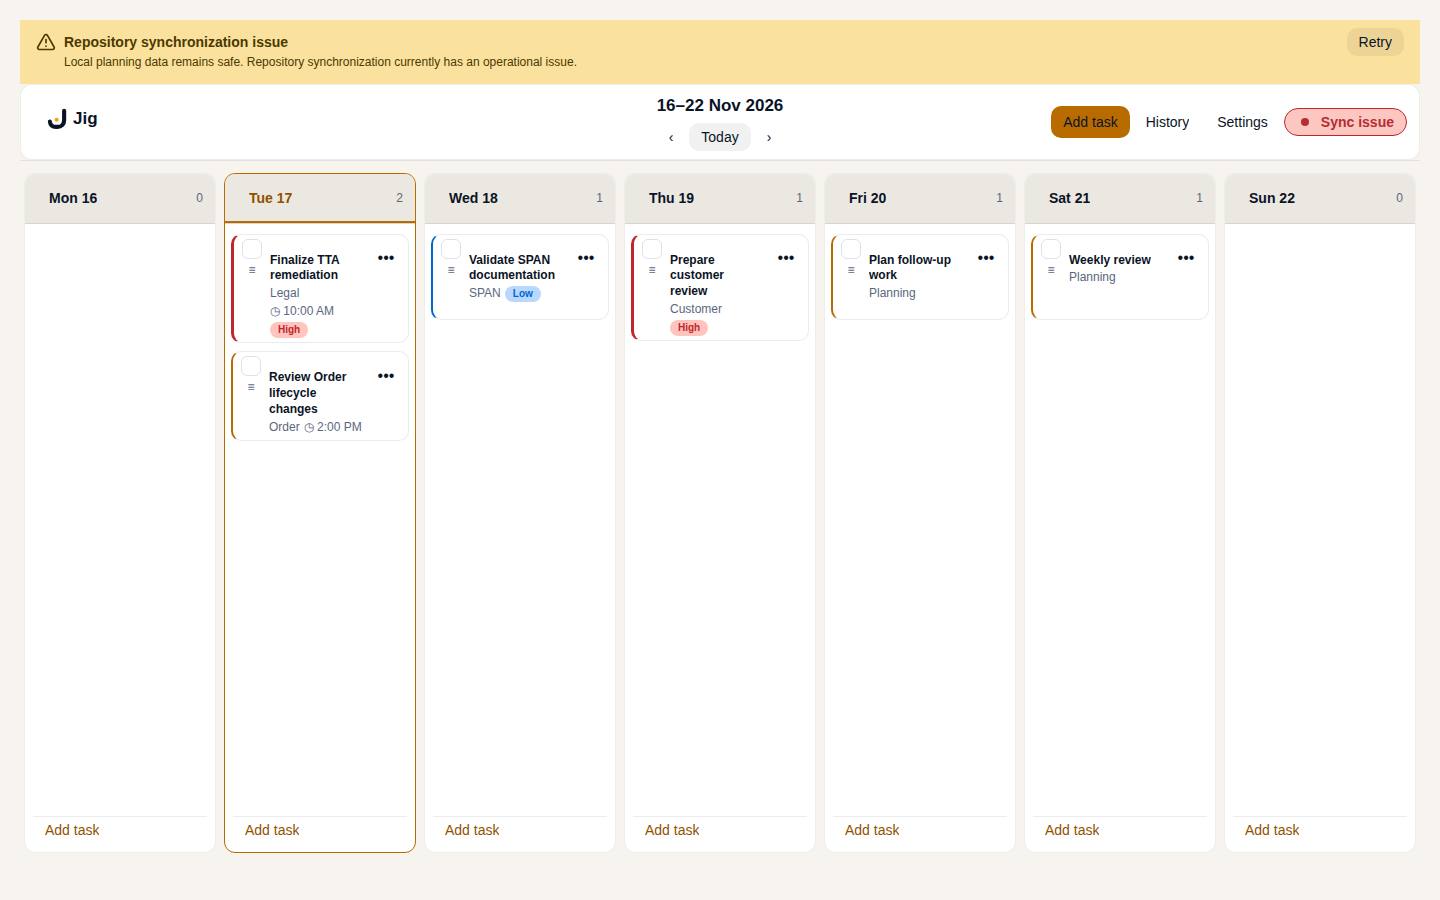 Repository synchronization issue
Local planning data remains safe. Repository synchronization currently has an operational issue.
Retry
Jig
16–22 Nov 2026
‹ Today ›
Add task History Settings Sync issue
Mon 16 0
Add task
Tue 17 2
Finalize TTA
remediation
Legal
10:00 AM
High
Review Order
lifecycle
changes
Order 2:00 PM
Add task
Wed 18 1
Validate SPAN
documentation
SPAN Low
Add task
Thu 19 1
Prepare
customer
review
Customer
High
Add task
Fri 20 1
Plan follow-up
work
Planning
Add task
Sat 21 1
Weekly review
Planning
Add task
Sun 22 0
Add task